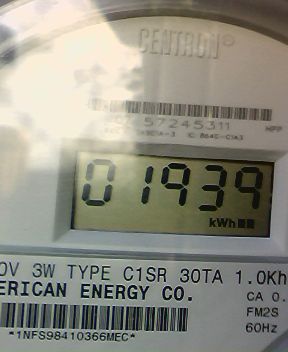 CENTRON®
57245311
HPP
01939
kWh
0V 3W TYPE C1SR 30TA 1.0Kh
ERICAN ENERGY CO.
CA 0.
FM2S
60Hz
*1NFS98410366MEC*